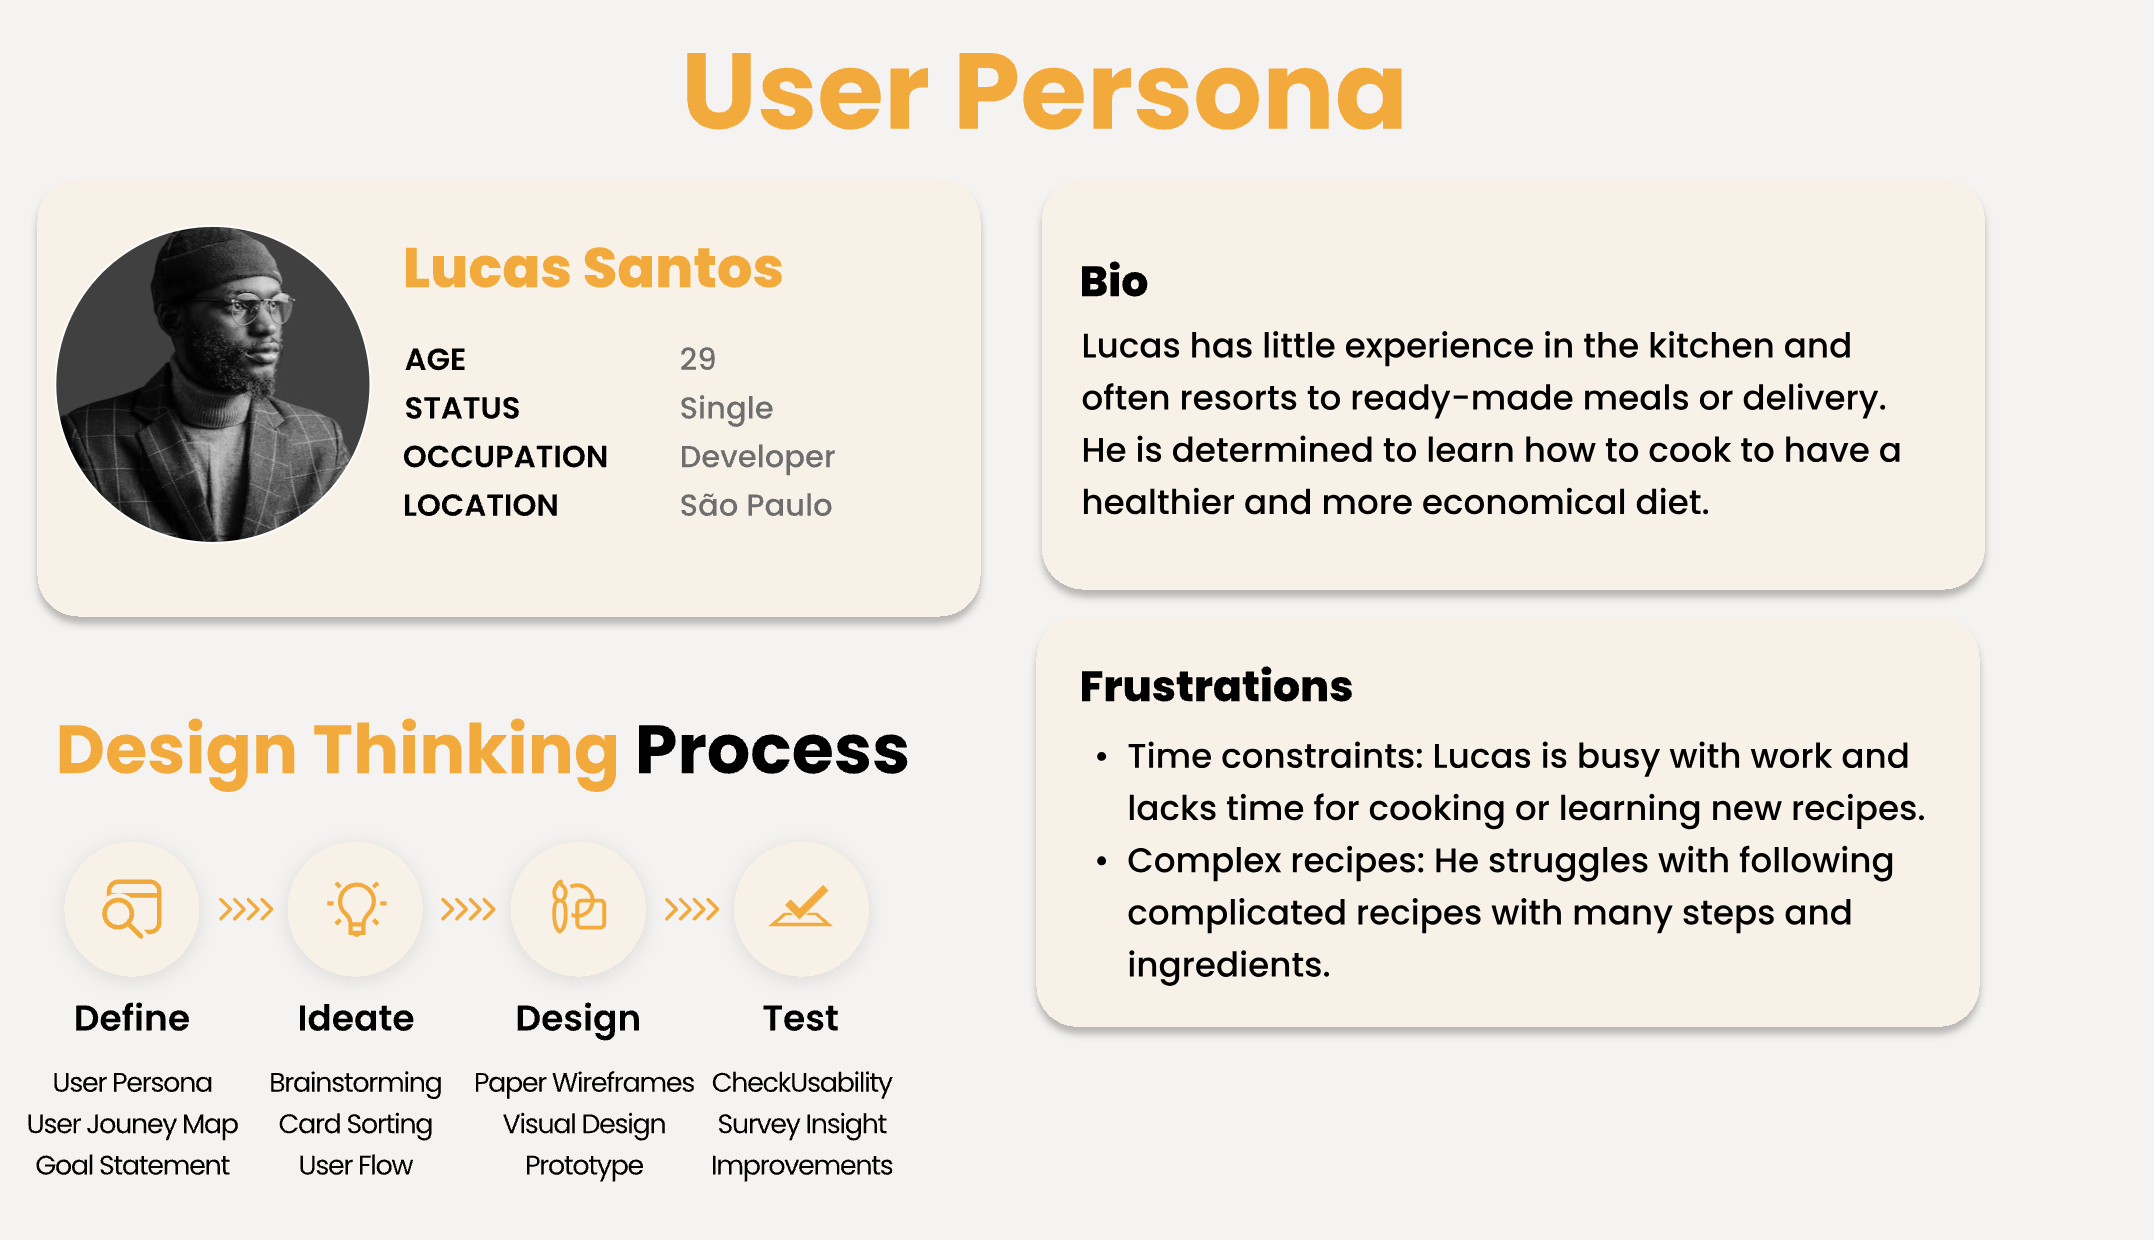 User Persona
Lucas Santos
AGE 29
STATUS Single
OCCUPATION Developer
LOCATION São Paulo
Bio
Lucas has little experience in the kitchen and
often resorts to ready-made meals or delivery.
He is determined to learn how to cook to have a
healthier and more economical diet.
Frustrations
• Time constraints: Lucas is busy with work and
lacks time for cooking or learning new recipes.
• Complex recipes: He struggles with following
complicated recipes with many steps and
ingredients.
Design Thinking Process
Define
User Persona
User Jouney Map
Goal Statement
Ideate
Brainstorming
Card Sorting
User Flow
Design
Paper Wireframes
Visual Design
Prototype
Test
CheckUsability
Survey Insight
Improvements